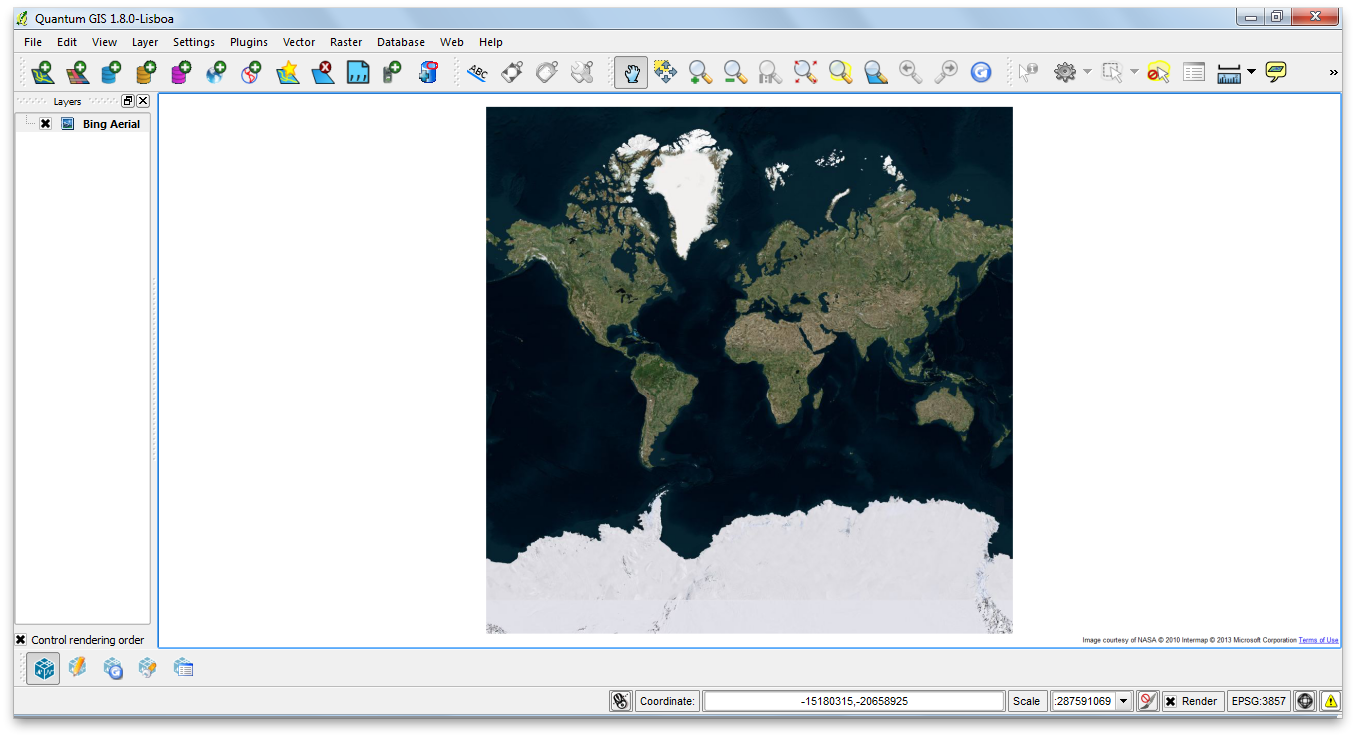 Quantum GIS 1.8.0-Lisboa
File Edit View Layer Settings Plugins Vector Raster Database Web Help
ABC
»
Layers
Bing Aerial
Control rendering order
Image courtesy of NASA © 2010 Intermap © 2013 Microsoft Corporation Terms of Use
Coordinate: -15180315,-20658925 Scale :287591069 Render EPSG:3857